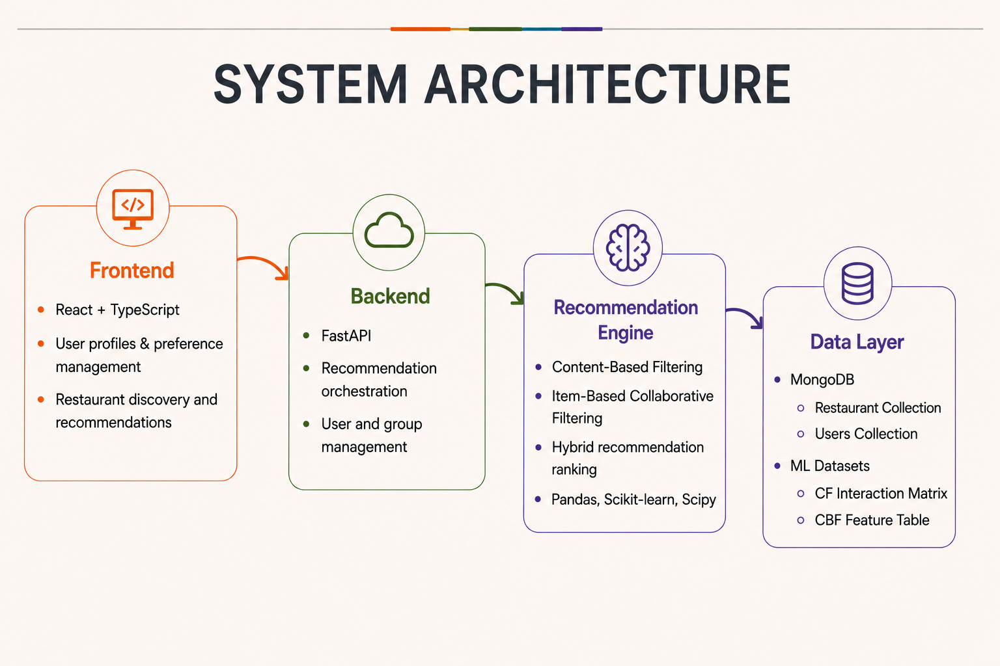 SYSTEM ARCHITECTURE
</>
Frontend
React + TypeScript
User profiles & preference
management
Restaurant discovery and
recommendations
Backend
FastAPI
Recommendation
orchestration
User and group
management
Recommendation
Engine
Content-Based Filtering
Item-Based Collaborative
Filtering
Hybrid recommendation
ranking
Pandas, Scikit-learn, Scipy
Data Layer
MongoDB
Restaurant Collection
Users Collection
ML Datasets
CF Interaction Matrix
CBF Feature Table